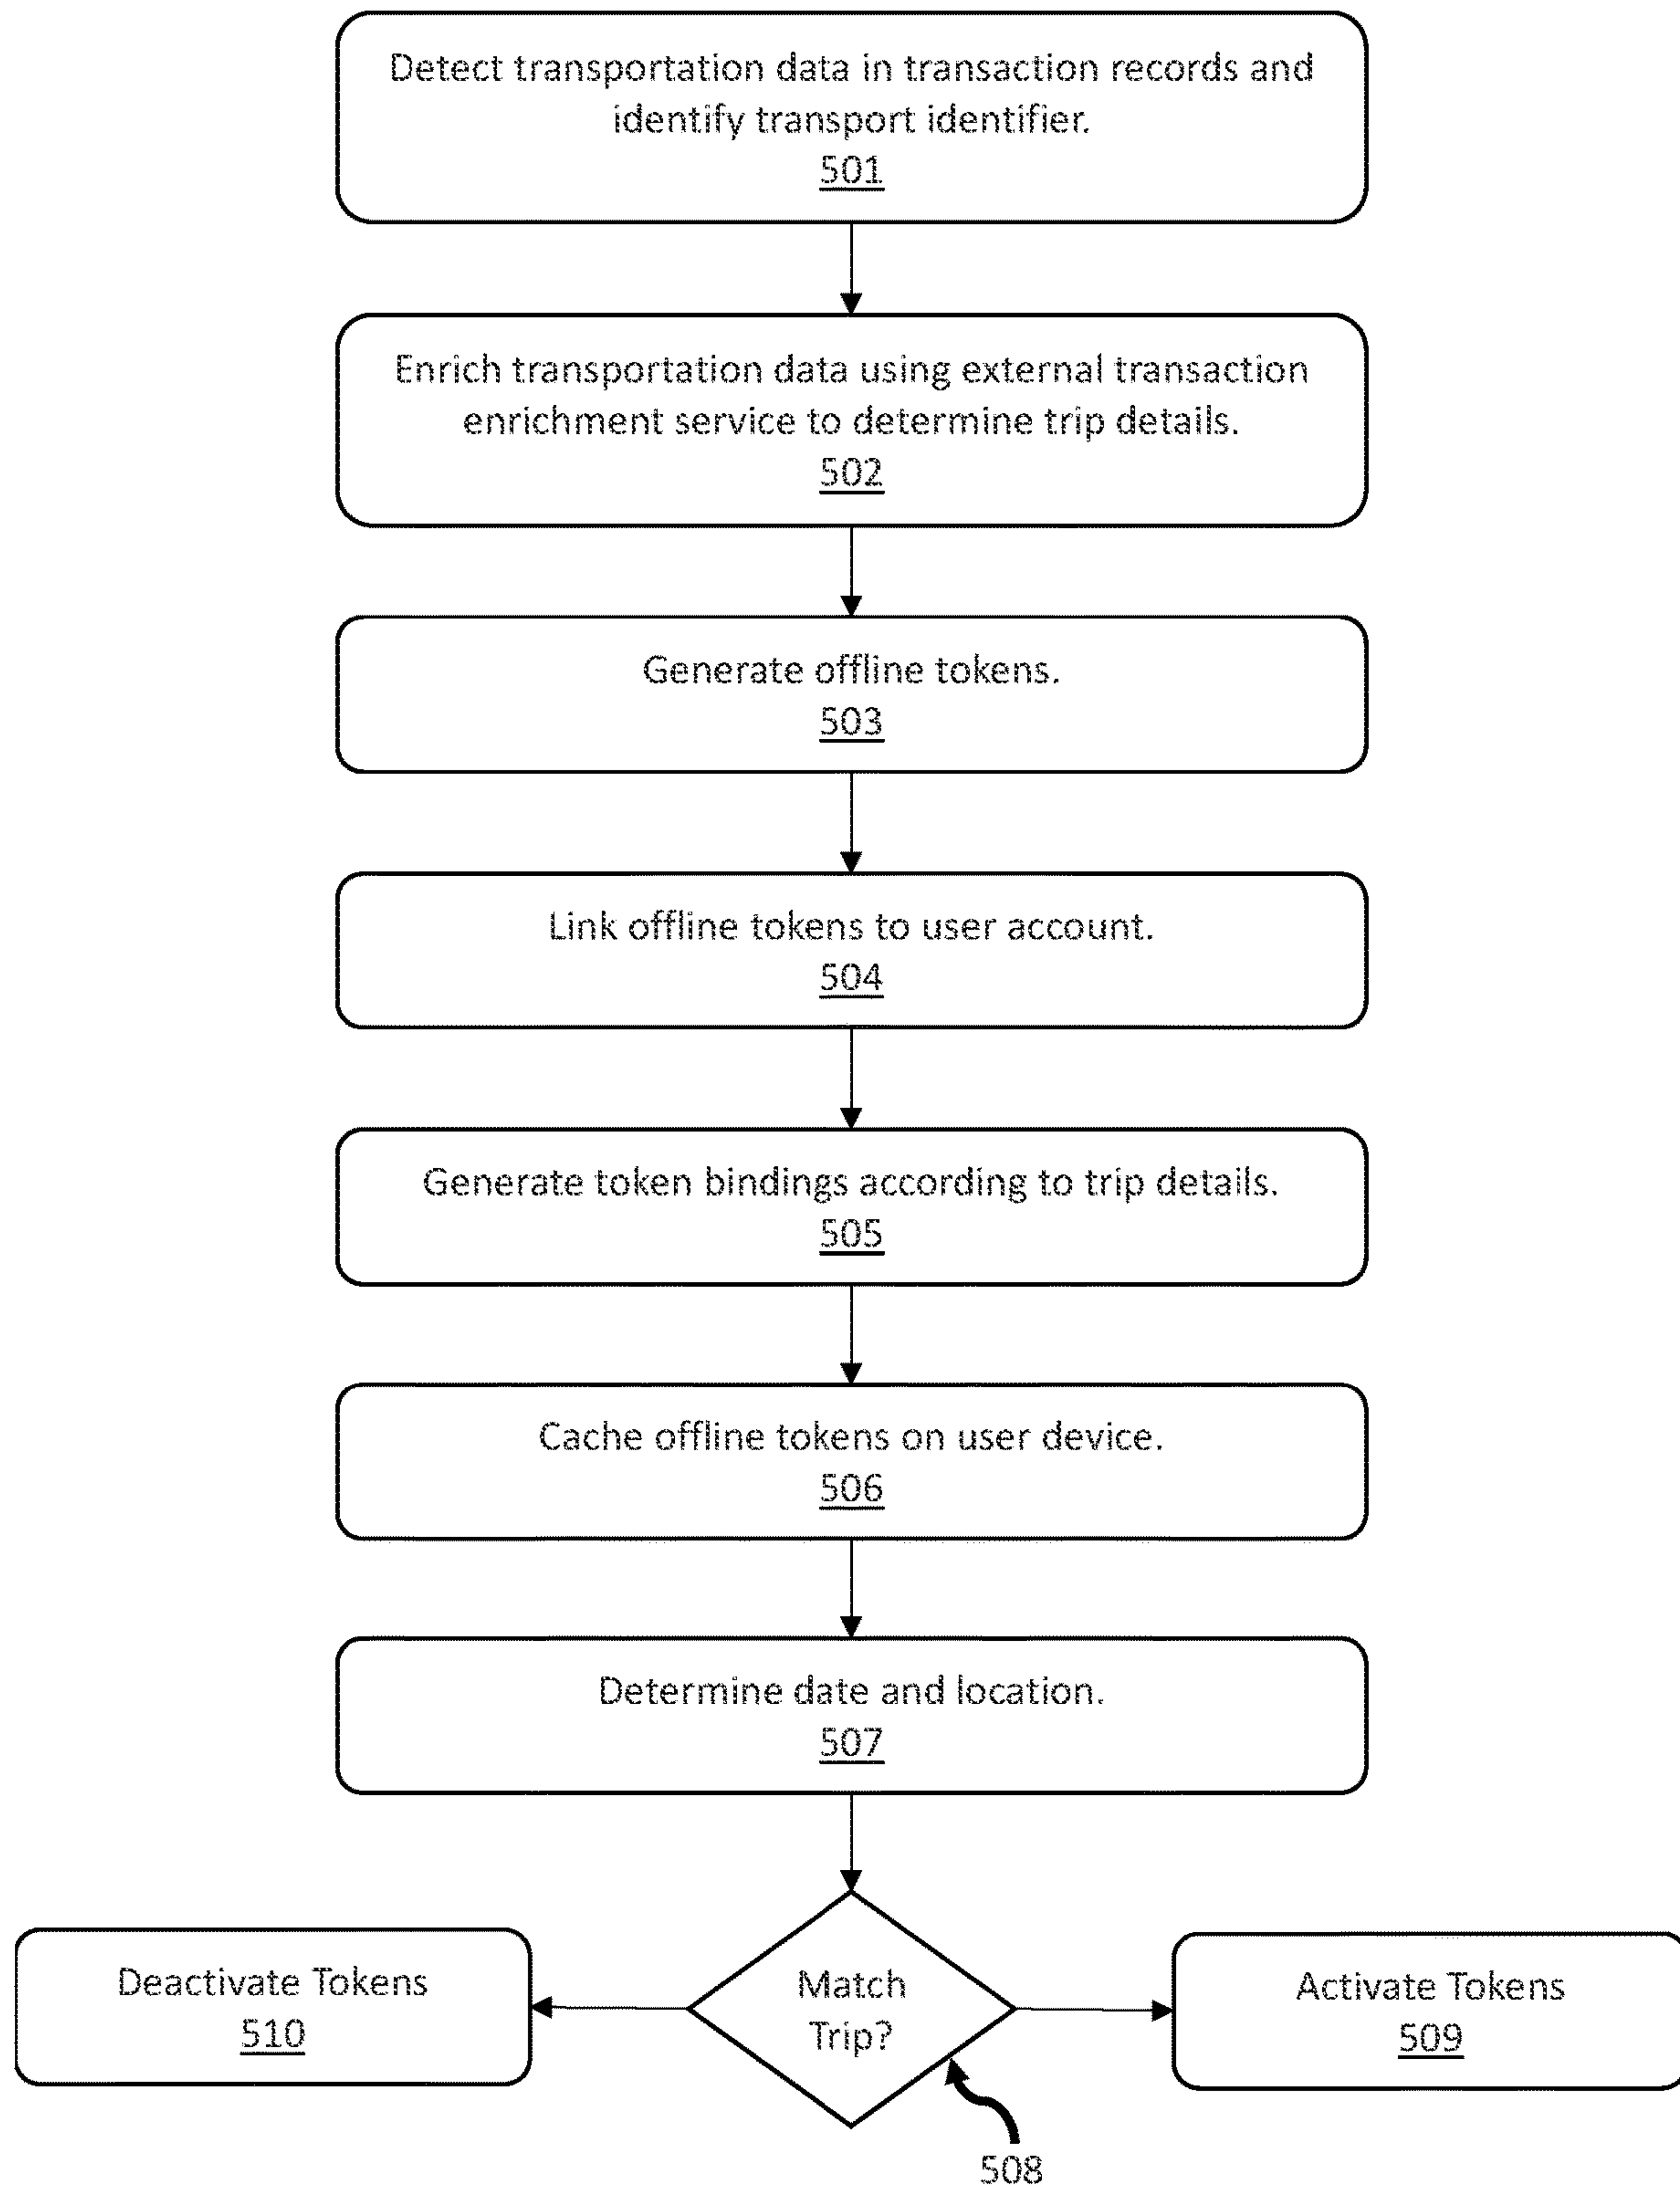 Detect transportation data in transaction records and
identify transport identifier.
501
Enrich transportation data using external transaction
enrichment service to determine trip details.
502
Generate offline tokens.
503
Link offline tokens to user account.
504
Generate token bindings according to trip details.
505
Cache offline tokens on user device.
506
Determine date and location.
507
Deactivate Tokens
510
Match
Trip?
Activate Tokens
509
508